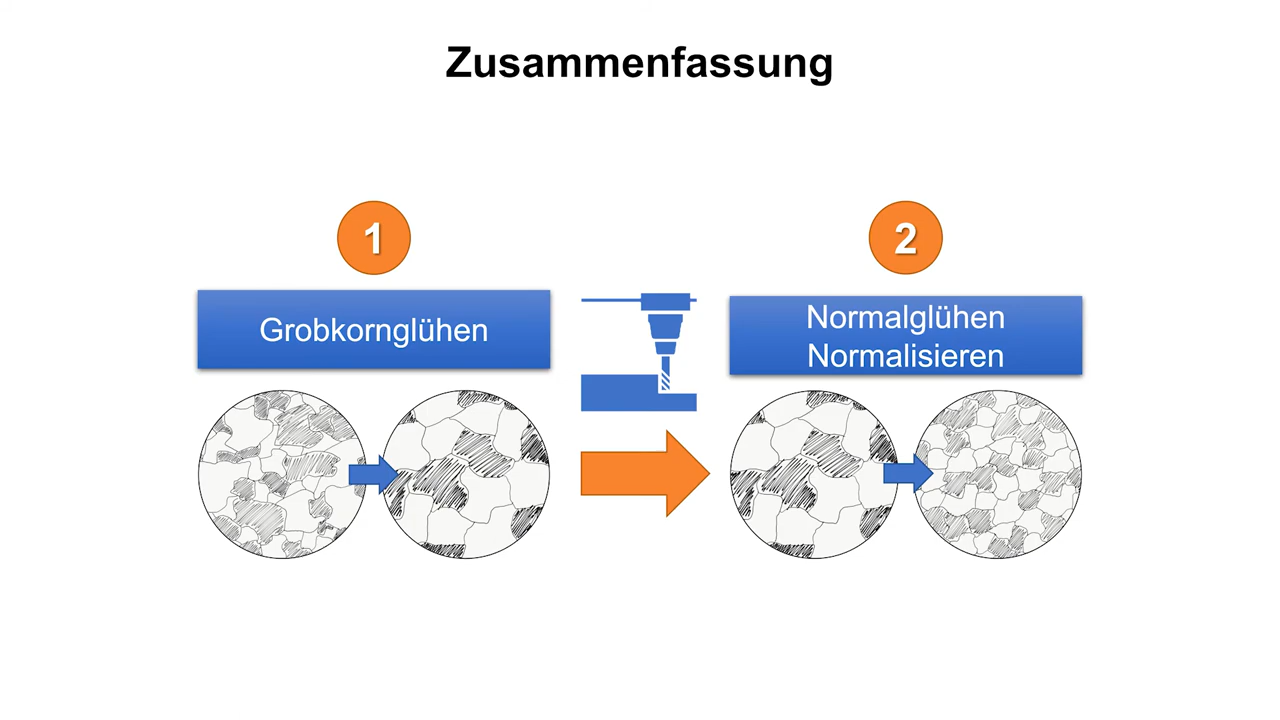 Zusammenfassung
1
2
Grobkornglühen
Normalglühen
Normalisieren